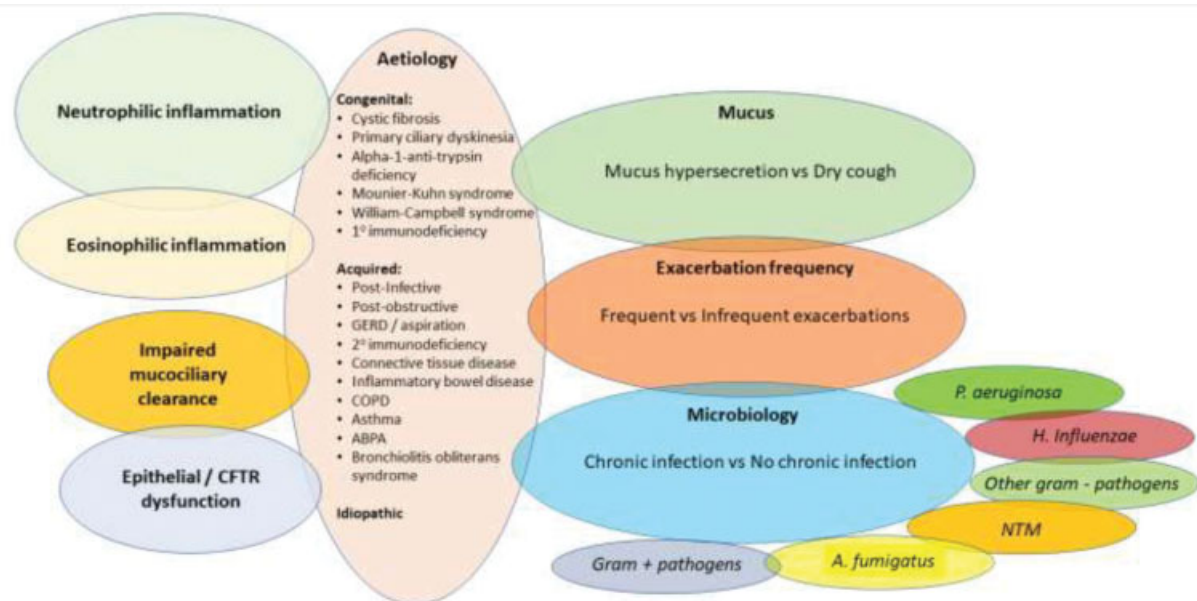 Neutrophilic inflammation
Eosinophilic inflammation
Impaired
mucociliary
clearance
Epithelial / CFTR
dysfunction
Aetiology
Congenital:
• Cystic fibrosis
• Primary ciliary dyskinesia
• Alpha-1-anti-trypsin
deficiency
• Mounier-Kuhn syndrome
• William-Campbell syndrome
• 1º immunodeficiency
Acquired:
• Post-Infective
• Post-obstructive
• GERD / aspiration
• 2º immunodeficiency
• Connective tissue disease
• Inflammatory bowel disease
• COPD
• Asthma
• ABPA
• Bronchiolitis obliterans
syndrome
Idiopathic
Mucus
Mucus hypersecretion vs Dry cough
Exacerbation frequency
Frequent vs Infrequent exacerbations
Microbiology
Chronic infection vs No chronic infection
P. aeruginosa
H. Influenzae
Other gram - pathogens
NTM
A. fumigatus
Gram + pathogens